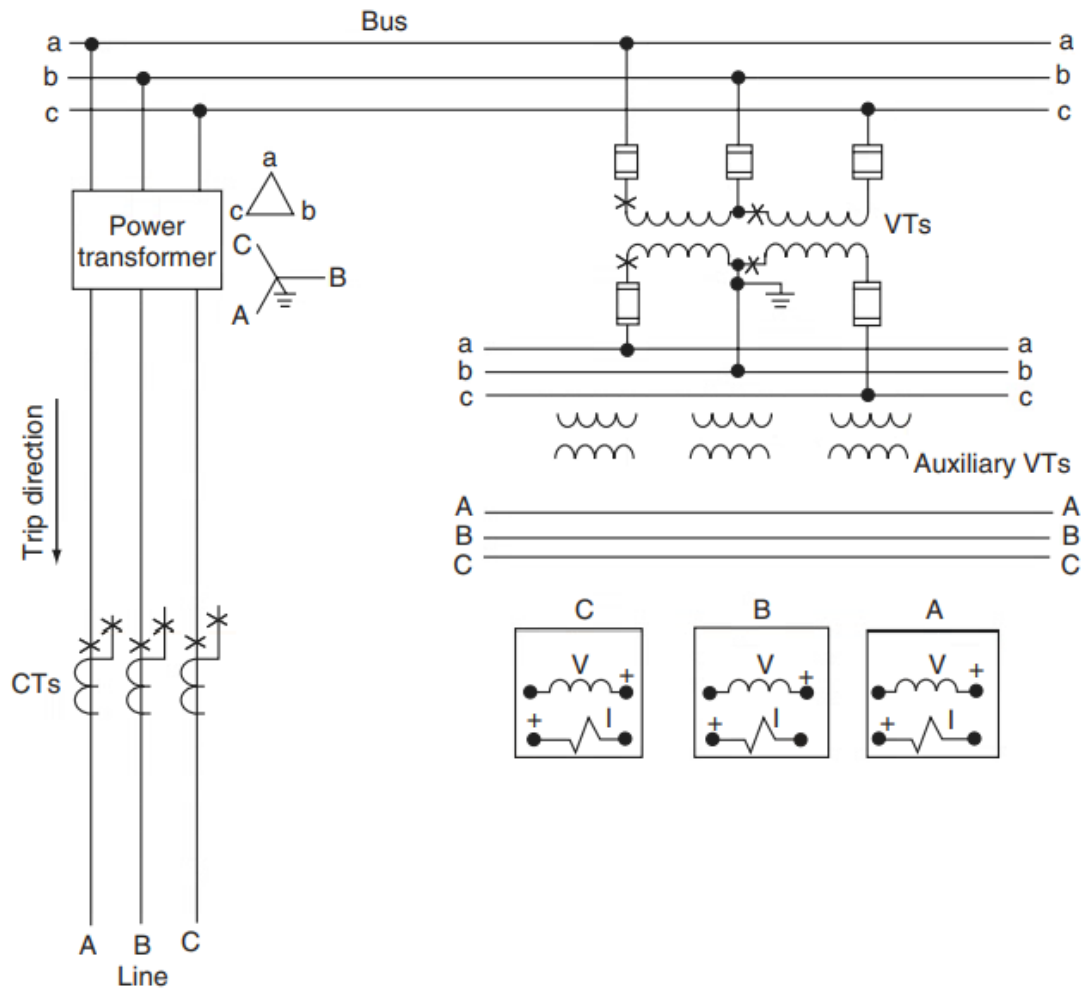 Bus
a a
b b
c c
a
Power
transformer
c b
C
B
A
VTs
a a
b b
c c
Auxiliary VTs
Trip direction
A A
B B
C C
C B A
V + V + V +
+ I + I + I
CTs
A B C
Line